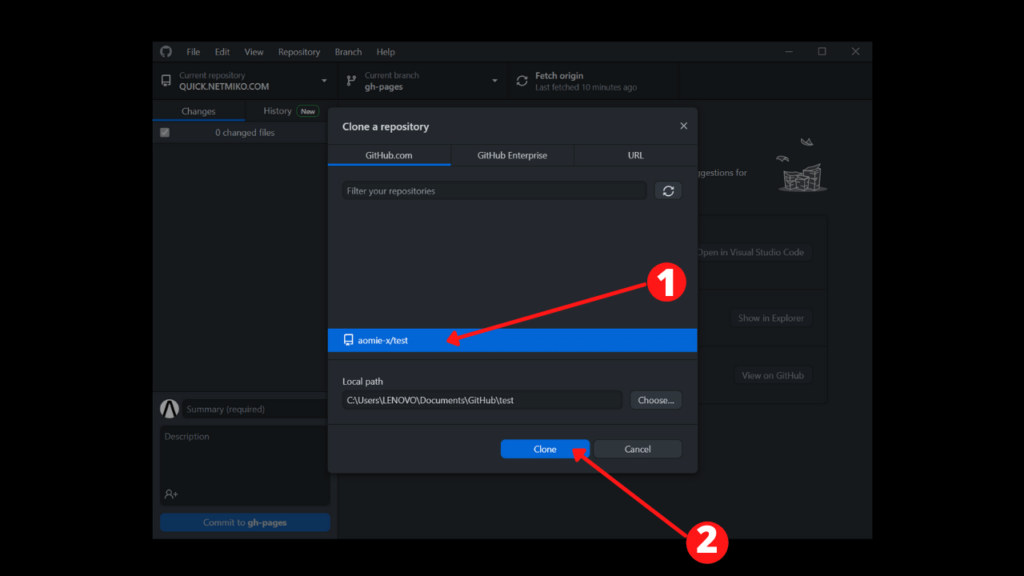 File Edit View Repository Branch Help
Current repository
QUICK.NETMIKO.COM
Current branch
gh-pages
Fetch origin
Last fetched 10 minutes ago
Changes
History New
0 changed files
Clone a repository
GitHub.com GitHub Enterprise URL
Filter your repositories
ggestions for
Open in Visual Studio Code
1
Show in Explorer
aomie-x/test
View on GitHub
Local path
C:\Users\LENOVO\Documents\GitHub\test
Choose...
Summary (required)
Description
Clone
Cancel
Commit to gh-pages
2